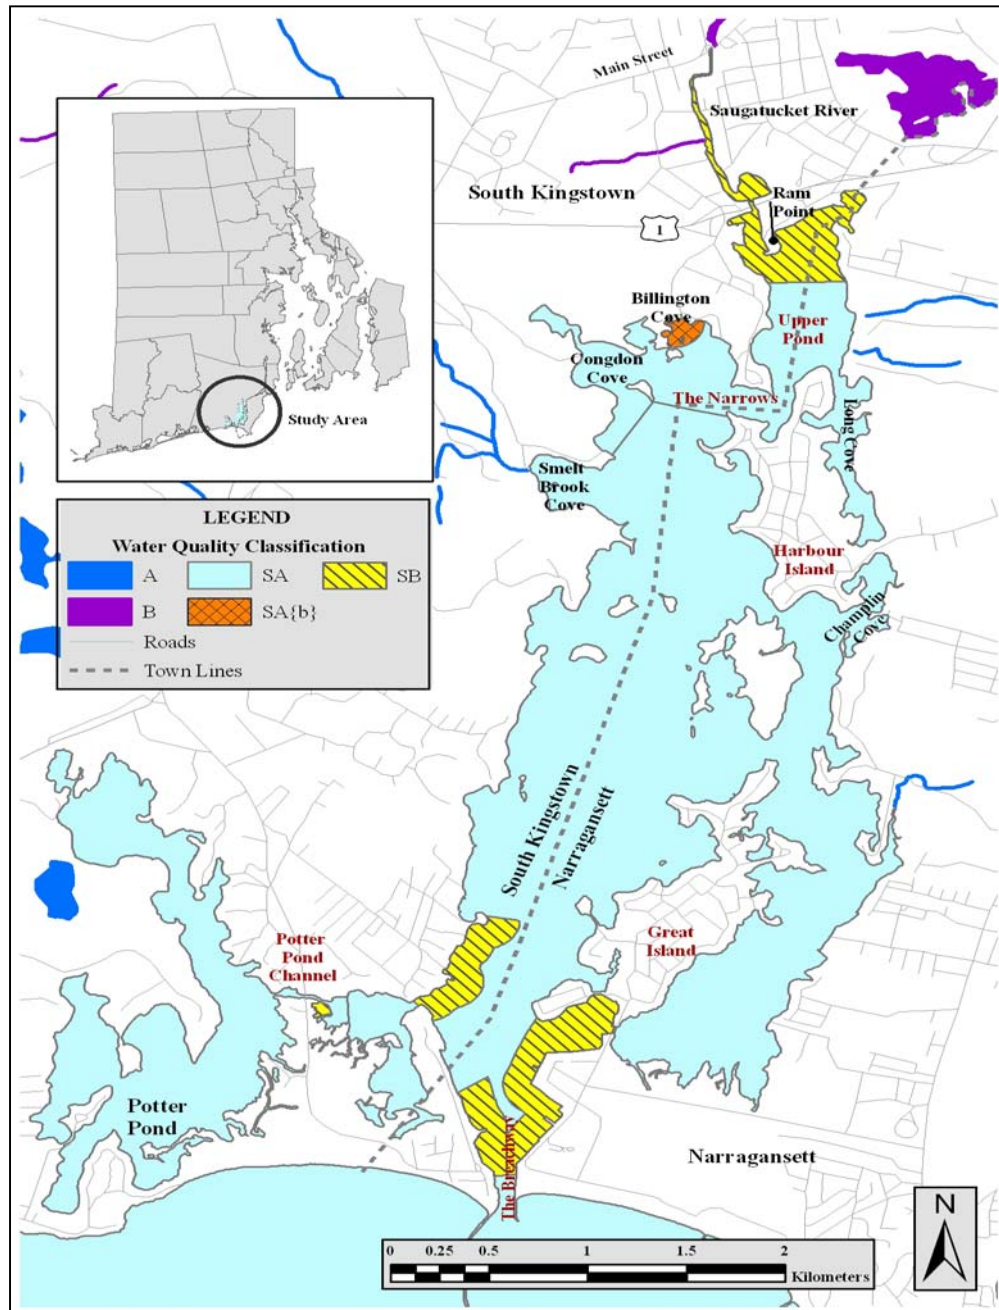 Main Street
Saugatucket River
South Kingstown
Ram
Point
1
Study Area
Billington
Cove
Upper
Pond
Congdon
Cove
The Narrows
Long Cove
Smelt
Brook
Cove
LEGEND
Water Quality Classification
A
SA
SB
B
SA{b}
Roads
Town Lines
Harbour
Island
Champlin
Cove
South Kingstown
Narragansett
Potter
Pond
Channel
Great
Island
Potter
Pond
The Breachway
Narragansett
N
0
0.25
0.5
1
1.5
2
Kilometers